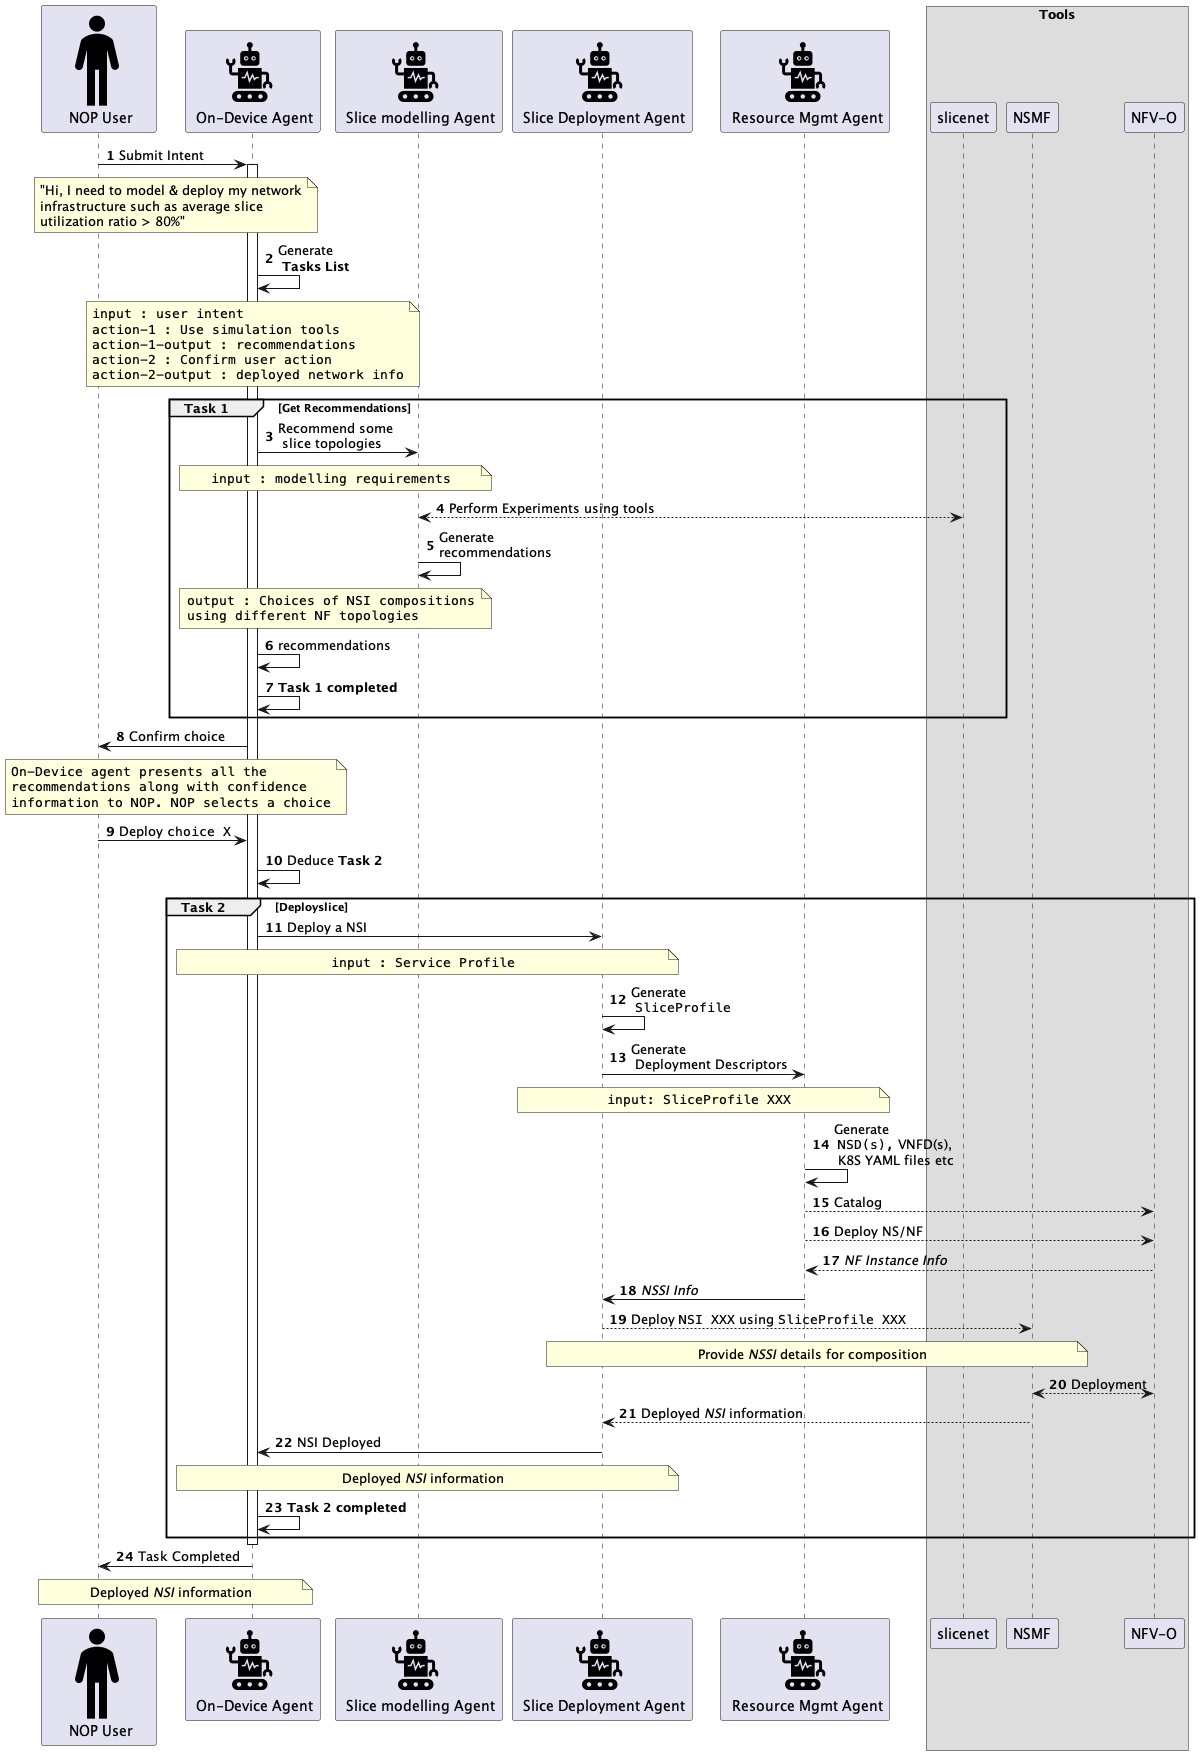 Tools
NOP User
On-Device Agent
Slice modelling Agent
Slice Deployment Agent
Resource Mgmt Agent
slicenet
NSMF
NFV-O
1 Submit Intent
"Hi, I need to model & deploy my network
infrastructure such as average slice
utilization ratio > 80%"
2 Generate
Tasks List
input : user intent
action-1 : Use simulation tools
action-1-output : recommendations
action-2 : Confirm user action
action-2-output : deployed network info
Task 1 [Get Recommendations]
3 Recommend some
slice topologies
input : modelling requirements
4 Perform Experiments using tools
5 Generate
recommendations
output : Choices of NSI compositions
using different NF topologies
6 recommendations
7 Task 1 completed
8 Confirm choice
On-Device agent presents all the
recommendations along with confidence
information to NOP. NOP selects a choice
9 Deploy choice X
10 Deduce Task 2
Task 2 [Deployslice]
11 Deploy a NSI
input : Service Profile
12 Generate
SliceProfile
13 Generate
Deployment Descriptors
input: SliceProfile XXX
Generate
14 NSD(s), VNFD(s),
K8S YAML files etc
15 Catalog
16 Deploy NS/NF
17 NF Instance Info
18 NSSI Info
19 Deploy NSI XXX using SliceProfile XXX
Provide NSSI details for composition
20 Deployment
21 Deployed NSI information
22 NSI Deployed
Deployed NSI information
23 Task 2 completed
24 Task Completed
Deployed NSI information
NOP User
On-Device Agent
Slice modelling Agent
Slice Deployment Agent
Resource Mgmt Agent
slicenet
NSMF
NFV-O